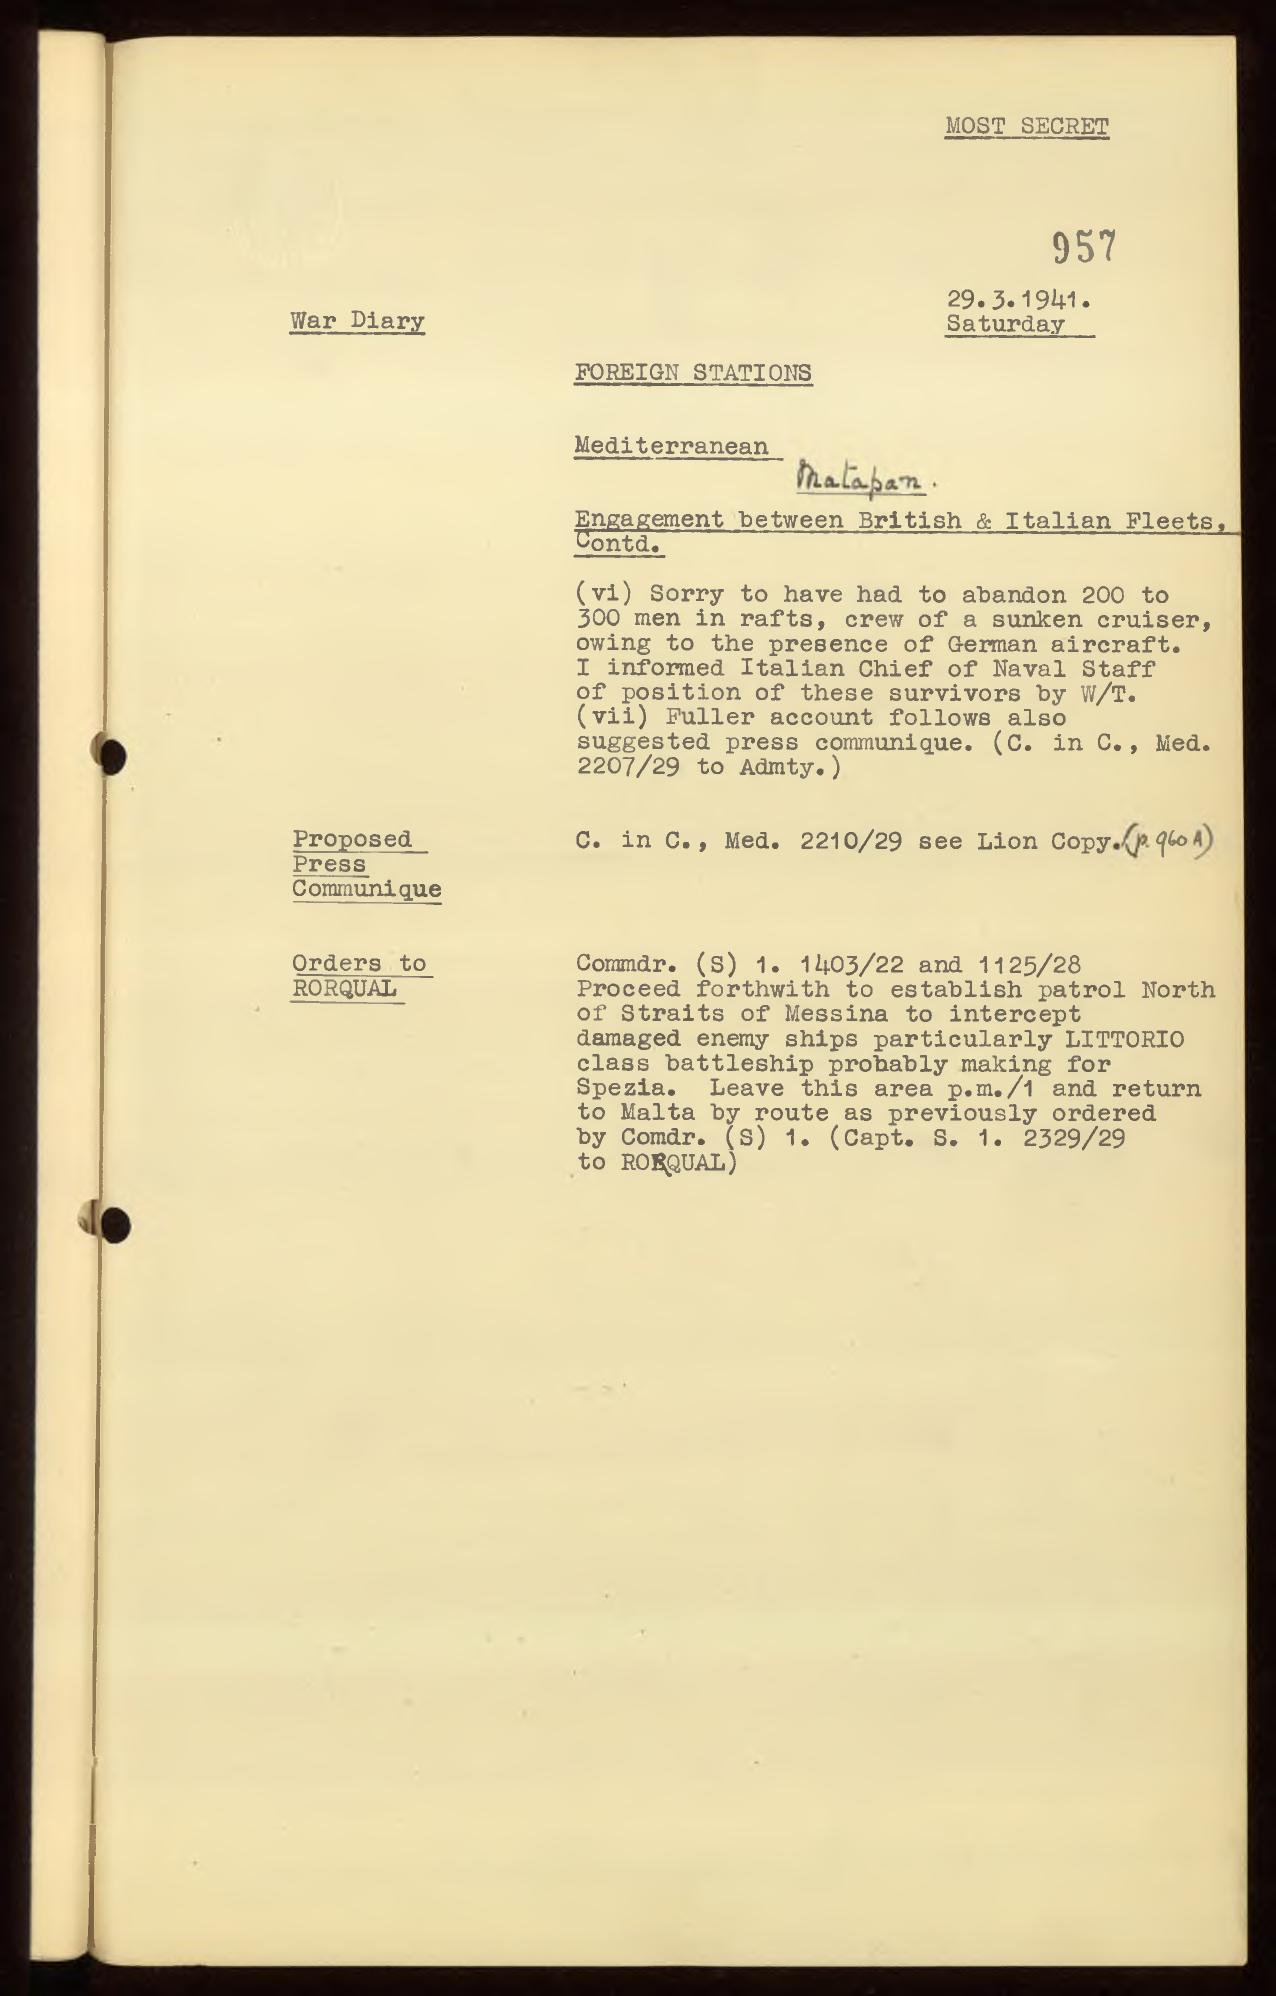 MOST SECRET
957
29.3.1941.
Saturday
War Diary
FOREIGN STATIONS
Mediterranean
Matapan.
Engagement between British & Italian Fleets,
Contd.
(vi) Sorry to have had to abandon 200 to
300 men in rafts, crew of a sunken cruiser,
owing to the presence of German aircraft.
I informed Italian Chief of Naval Staff
of position of these survivors by W/T.
(vii) Fuller account follows also
suggested press communique. (C. in C., Med.
2207/29 to Admty.)
Proposed
Press
Communique
C. in C., Med. 2210/29 see Lion Copy. (p. 960A)
Orders to
RORQUAL
Commdr. (S) 1. 1403/22 and 1125/28
Proceed forthwith to establish patrol North
of Straits of Messina to intercept
damaged enemy ships particularly LITTORIO
class battleship probably making for
Spezia. Leave this area p.m./1 and return
to Malta by route as previously ordered
by Comdr. (S) 1. (Capt. S. 1. 2329/29
to RORQUAL)